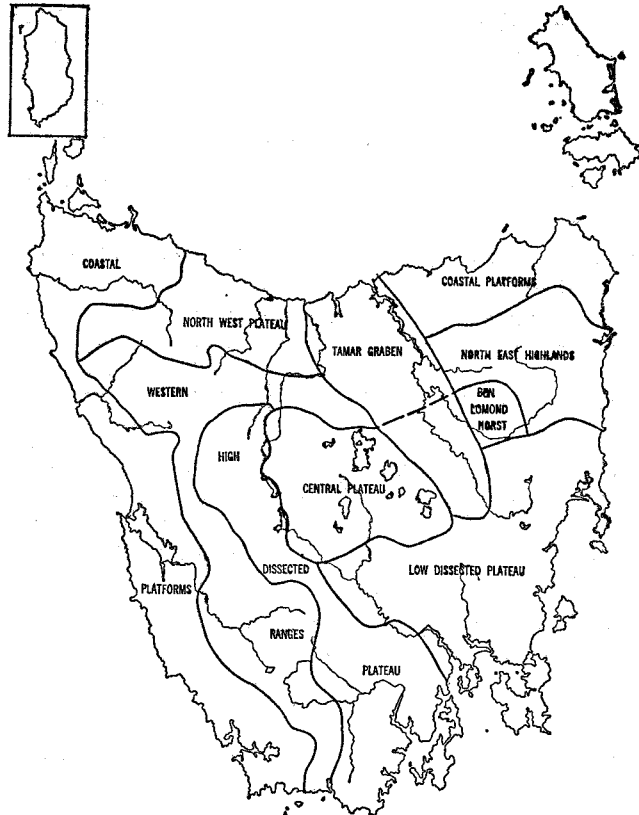 COASTAL
COASTAL PLATFORMS
NORTH WEST PLATEAU
TAMAR GRABEN
NORTH EAST HIGHLANDS
WESTERN
BEN
LOMOND
HORST
HIGH
CENTRAL PLATEAU
DISSECTED
LOW DISSECTED PLATEAU
PLATFORMS
RANGES
PLATEAU